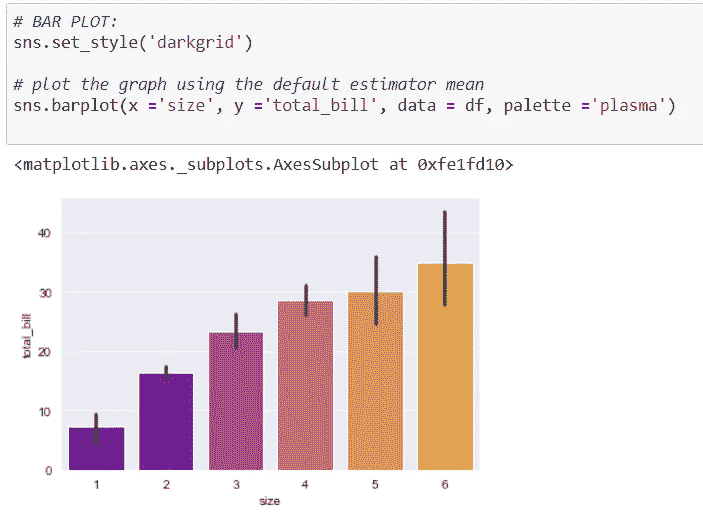 # BAR PLOT:
sns.set_style('darkgrid')
# plot the graph using the default estimator mean
sns.barplot(x ='size', y ='total_bill', data = df, palette ='plasma')
<matplotlib.axes._subplots.AxesSubplot at 0xfe1fd10>
40
30
20
10
0
total_bill
1 2 3 4 5 6
size